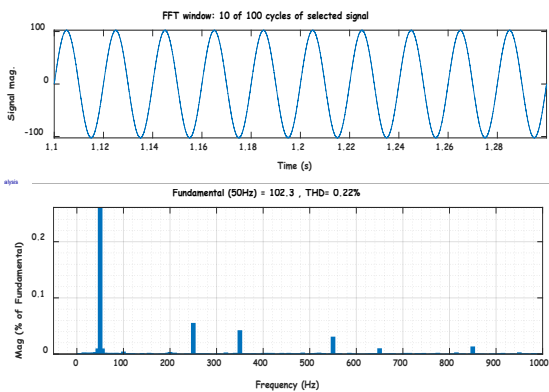 FFT window: 10 of 100 cycles of selected signal
Signal mag.
100
0
-100
1.1 1.12 1.14 1.16 1.18 1.2 1.22 1.24 1.26 1.28
Time (s)
alysis
Fundamental (50Hz) = 102.3 , THD= 0.22%
Mag (% of Fundamental)
0.2
0.1
0
0 100 200 300 400 500 600 700 800 900 1000
Frequency (Hz)